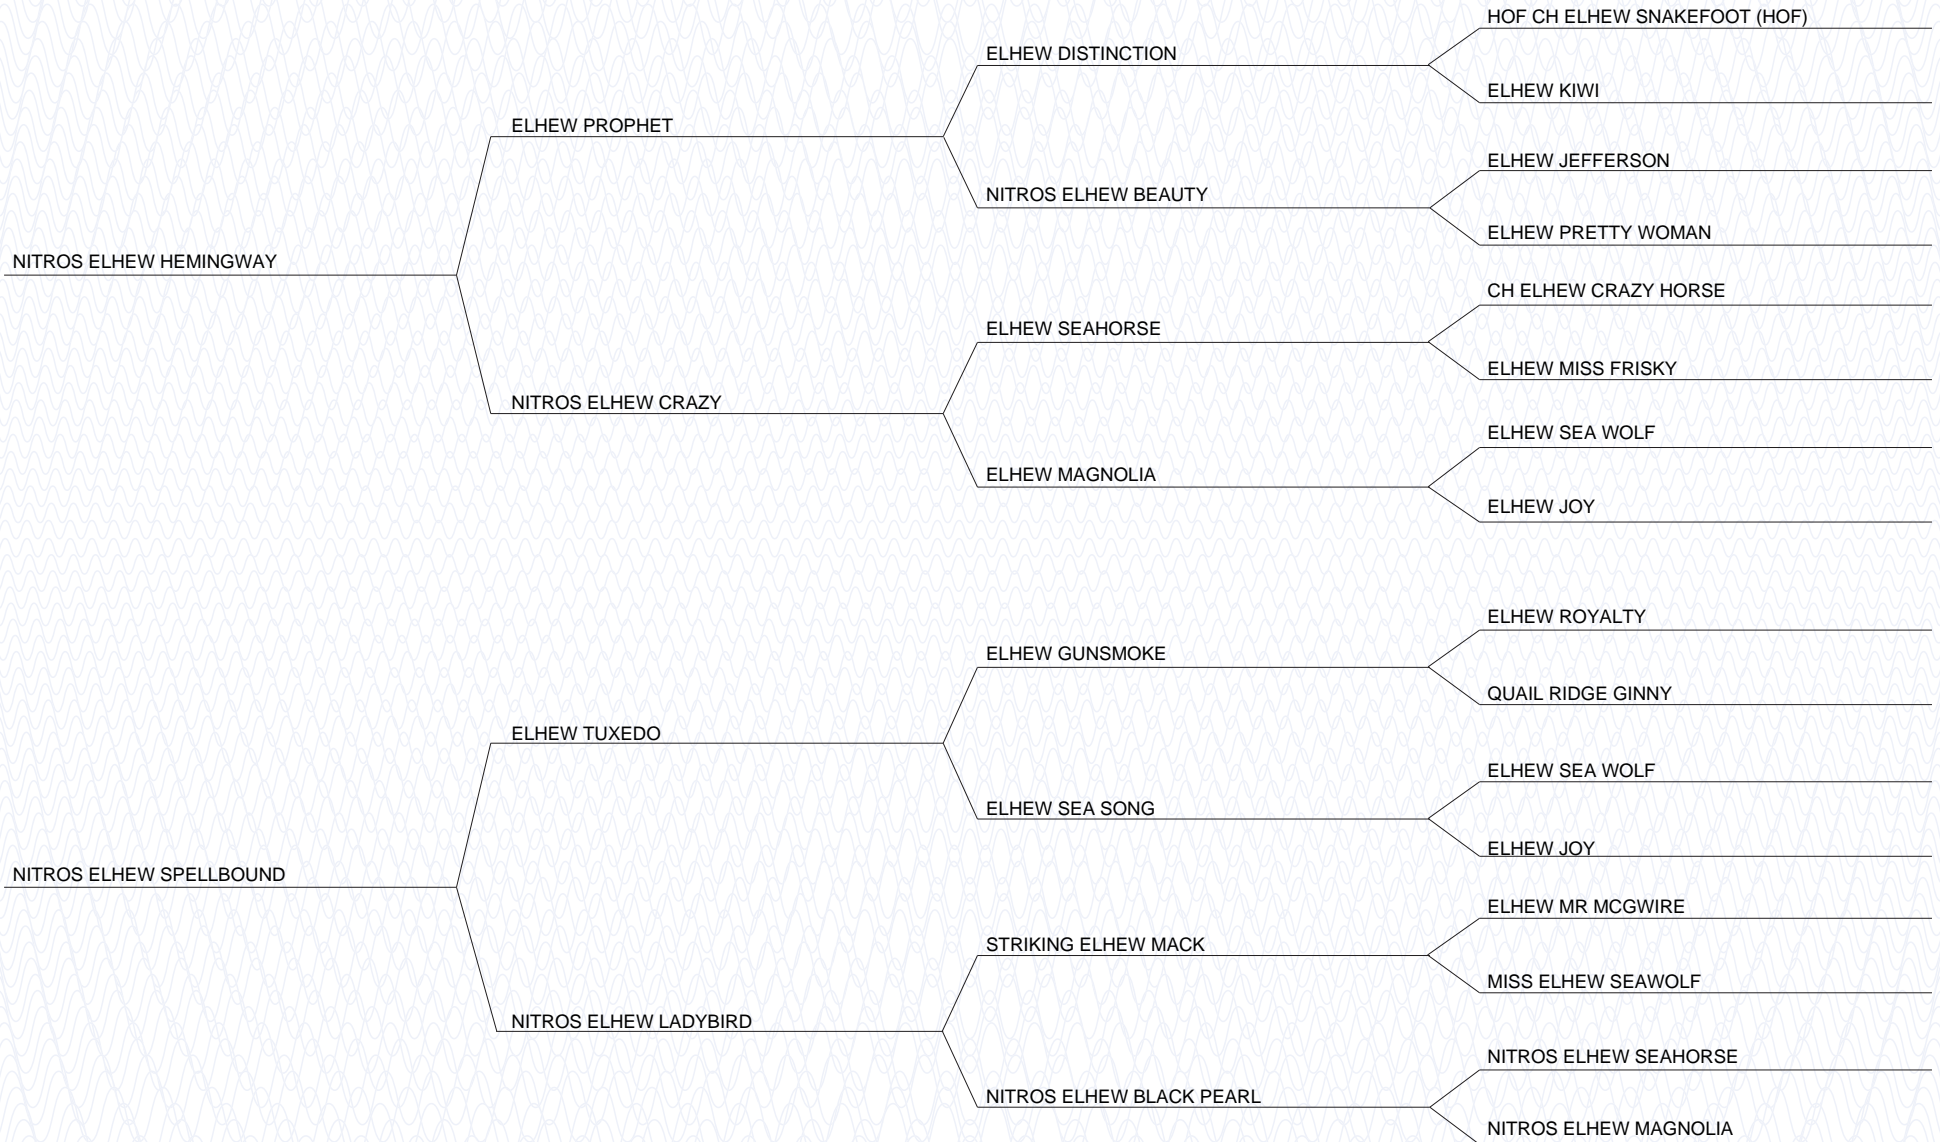 HOF CH ELHEW SNAKEFOOT (HOF)
ELHEW DISTINCTION
ELHEW KIWI
ELHEW PROPHET
ELHEW JEFFERSON
NITROS ELHEW BEAUTY
ELHEW PRETTY WOMAN
NITROS ELHEW HEMINGWAY
CH ELHEW CRAZY HORSE
ELHEW SEAHORSE
ELHEW MISS FRISKY
NITROS ELHEW CRAZY
ELHEW SEA WOLF
ELHEW MAGNOLIA
ELHEW JOY
ELHEW ROYALTY
ELHEW GUNSMOKE
QUAIL RIDGE GINNY
ELHEW TUXEDO
ELHEW SEA WOLF
ELHEW SEA SONG
ELHEW JOY
NITROS ELHEW SPELLBOUND
ELHEW MR MCGWIRE
STRIKING ELHEW MACK
MISS ELHEW SEAWOLF
NITROS ELHEW LADYBIRD
NITROS ELHEW SEAHORSE
NITROS ELHEW BLACK PEARL
NITROS ELHEW MAGNOLIA